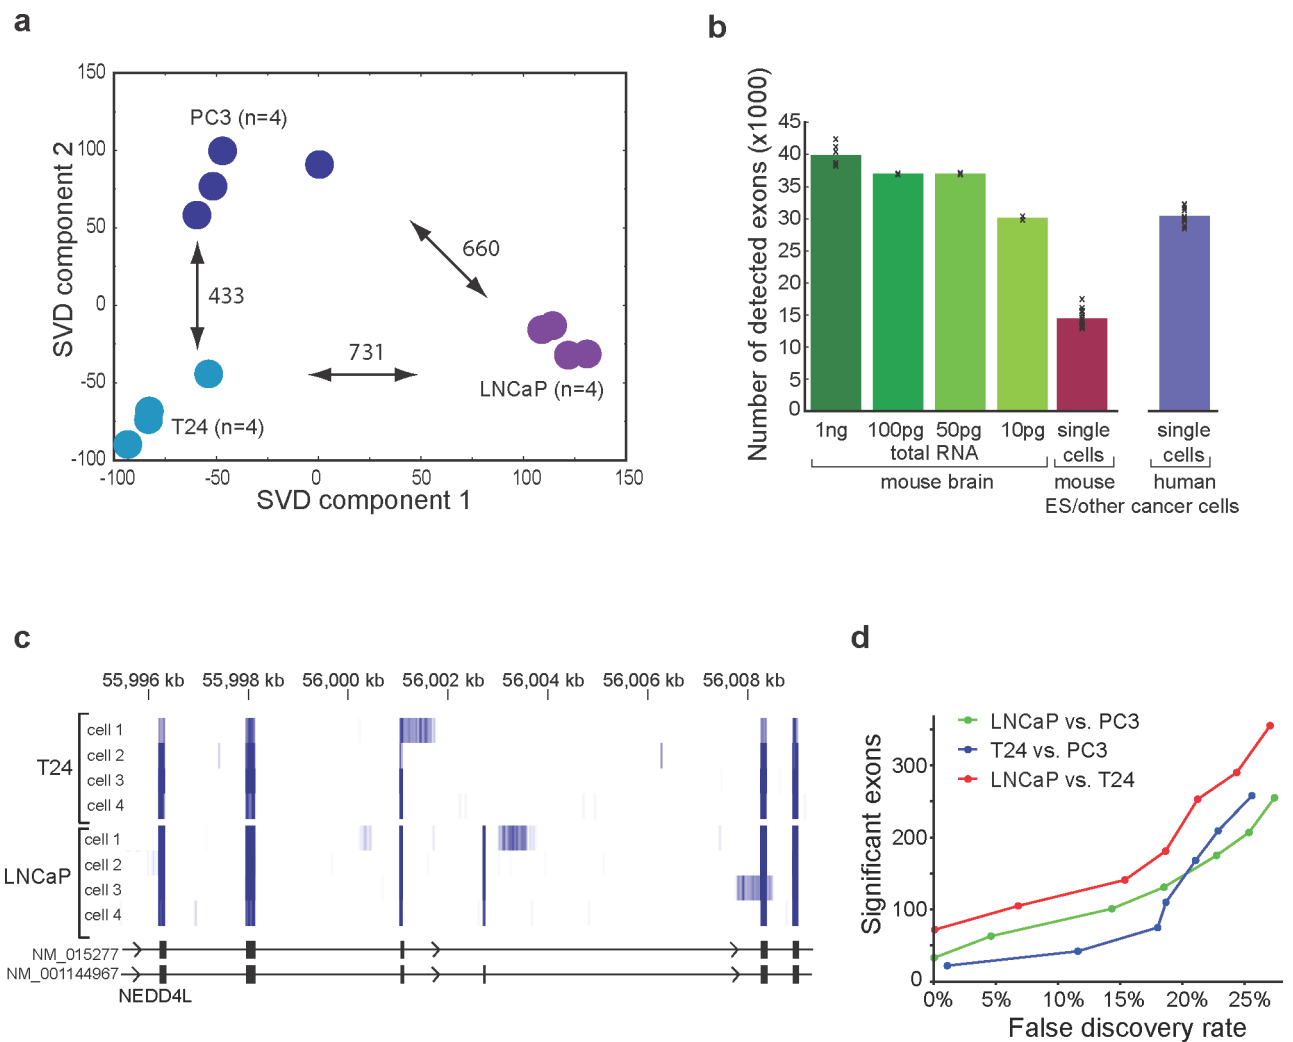 a
150
100
50
0
-50
-100
SVD component 2
PC3 (n=4)
660
433
731
LNCaP (n=4)
T24 (n=4)
-100 -50 0 50 100 150
SVD component 1
b
Number of detected exons (x1000)
45
40
35
30
25
20
15
10
5
0
1ng 100pg 50pg 10pg single cells single cells
total RNA
mouse brain mouse human
ES/other cancer cells
c
55,996 kb 55,998 kb 56,000 kb 56,002 kb 56,004 kb 56,006 kb 56,008 kb
T24
cell 1
cell 2
cell 3
cell 4
LNCaP
cell 1
cell 2
cell 3
cell 4
NM_015277
NM_001144967
NEDD4L
d
Significant exons
300
200
100
0
LNCaP vs. PC3
T24 vs. PC3
LNCaP vs. T24
0% 5% 10% 15% 20% 25%
False discovery rate